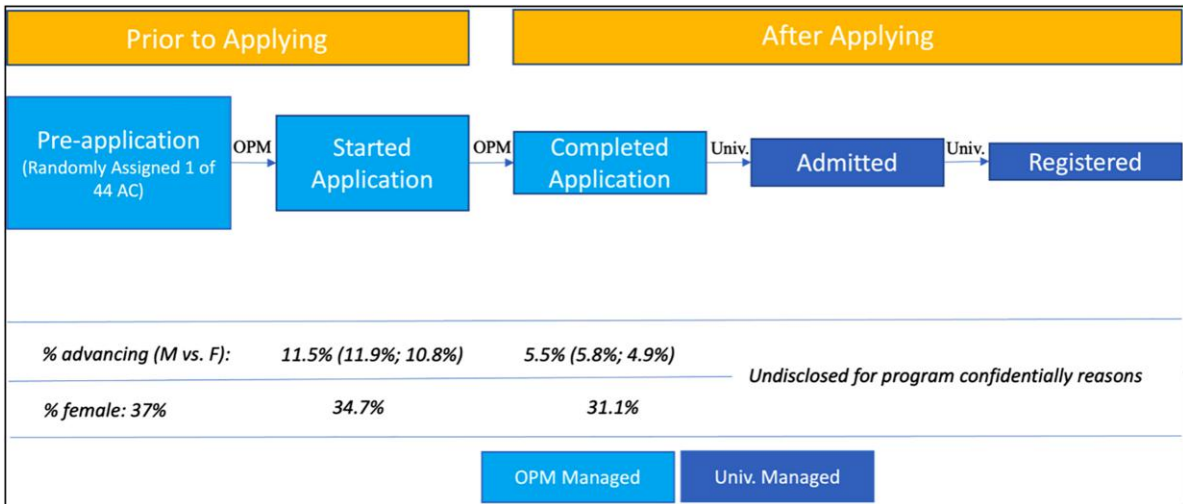 Prior to Applying
After Applying
Pre-application
(Randomly Assigned 1 of
44 AC)
OPM
Started
Application
OPM
Completed
Application
Univ.
Admitted
Univ.
Registered
% advancing (M vs. F):
11.5% (11.9%; 10.8%)
5.5% (5.8%; 4.9%)
Undisclosed for program confidentially reasons
% female: 37%
34.7%
31.1%
OPM Managed
Univ. Managed